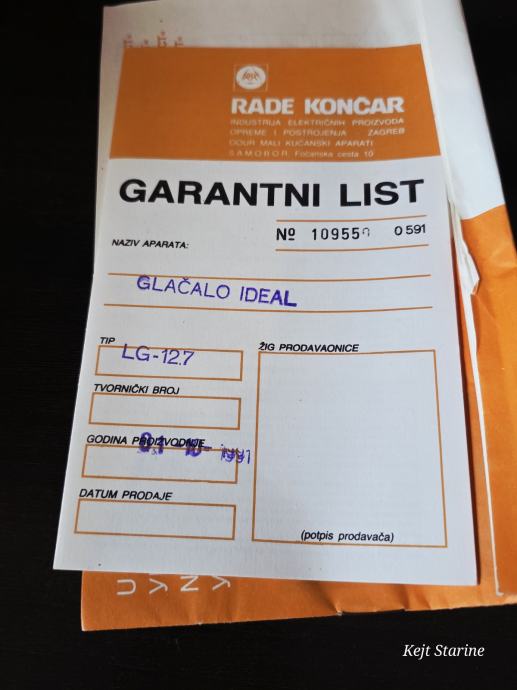 RADE KONČAR
INDUSTRIJA ELEKTRIČNIH PROIZVODA
OPREME I POSTROJENJA ZAGREB
OOUR MALI KUĆANSKI APARATI
SAMOBOR, Fočanska cesta 10
GARANTNI LIST
Nº 0591
NAZIV APARATA:
GLAČALO IDEAL
TIP
LG-12.7
ŽIG PRODAVAONICE
TVORNIČKI BROJ
GODINA PROIZVODNJE
1991
DATUM PRODAJE
(potpis prodavača)
Kejt Starine